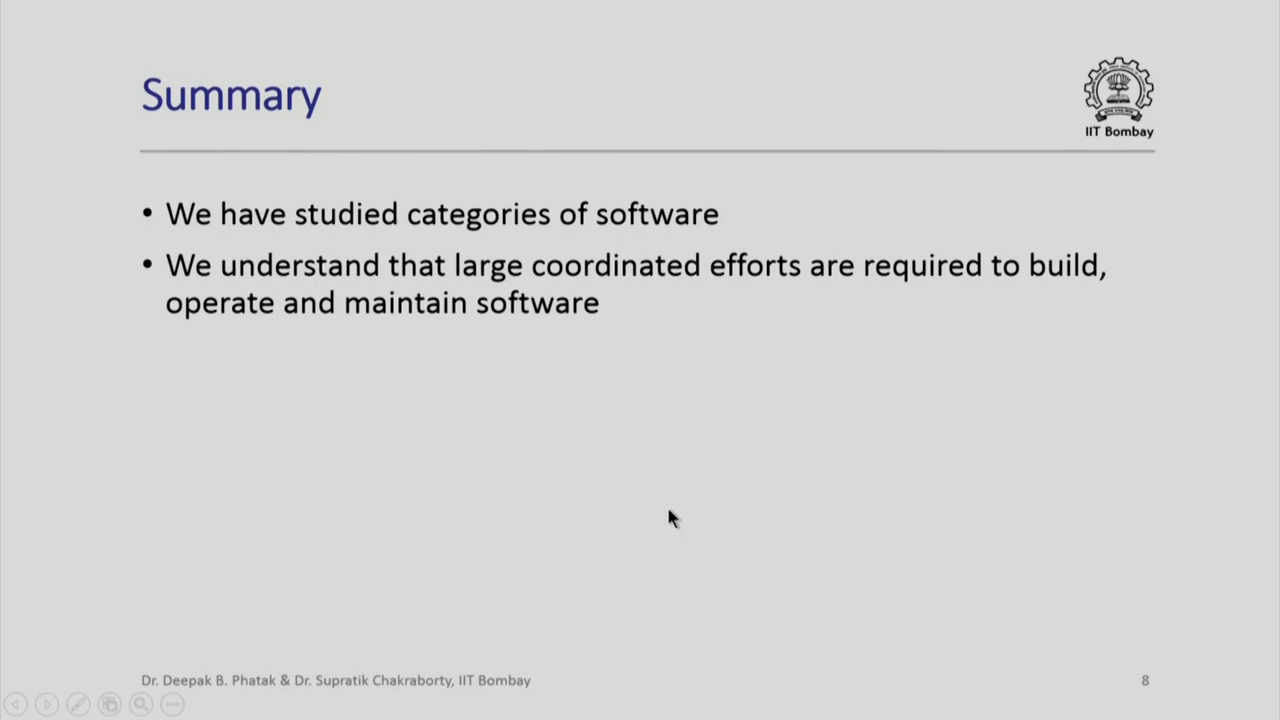 Summary
IIT Bombay
• We have studied categories of software
• We understand that large coordinated efforts are required to build,
operate and maintain software
Dr. Deepak B. Phatak & Dr. Supratik Chakraborty, IIT Bombay
8